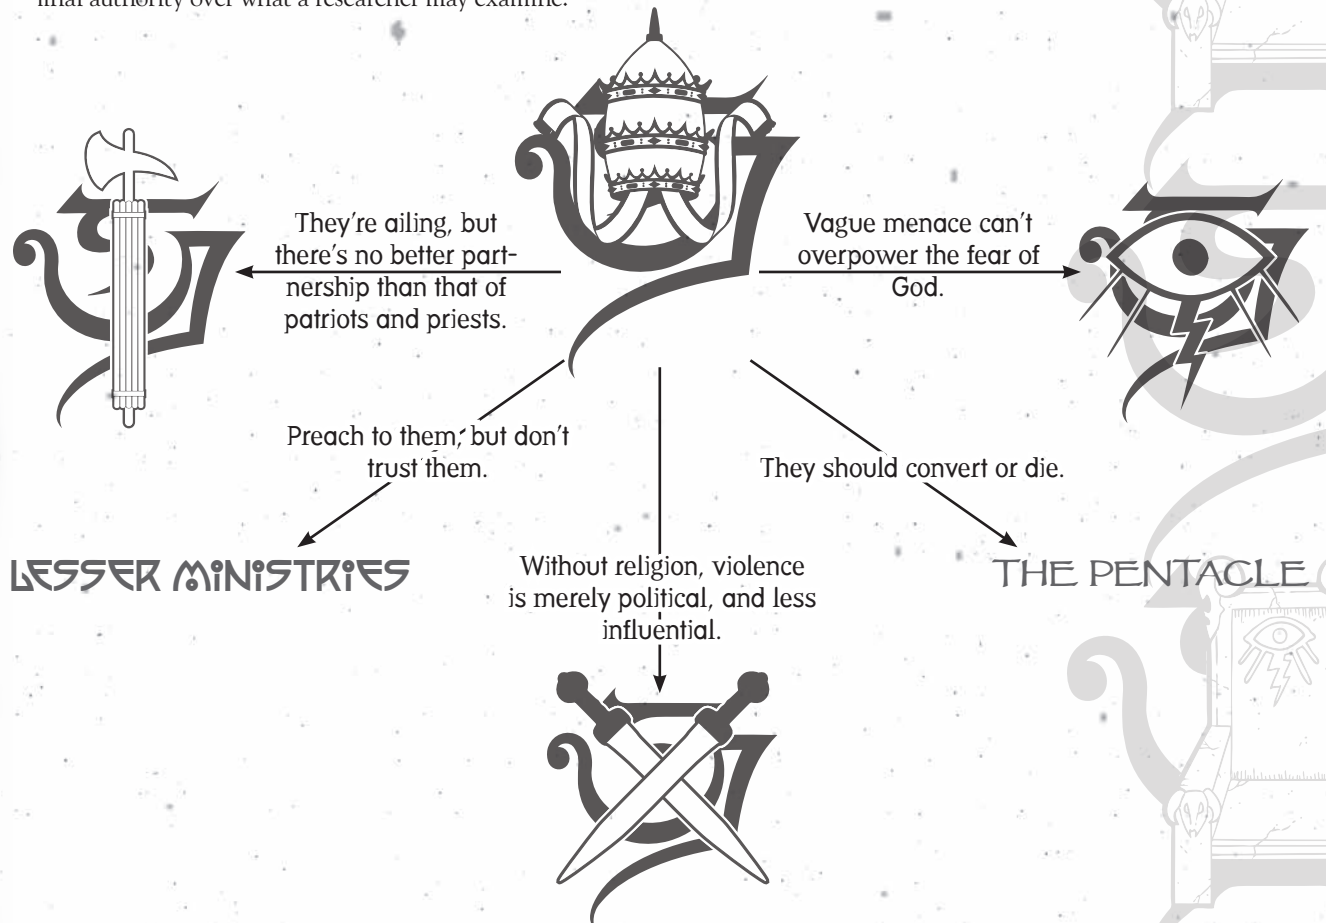 final authority over what a researcher may examine.
They're ailing, but
there's no better part-
nership than that of
patriots and priests.
Vague menace can't
overpower the fear of
God.
Preach to them, but don't
trust them.
They should convert or die.
LESSER MINISTRIES
Without religion, violence
is merely political, and less
influential.
THE PENTACLE